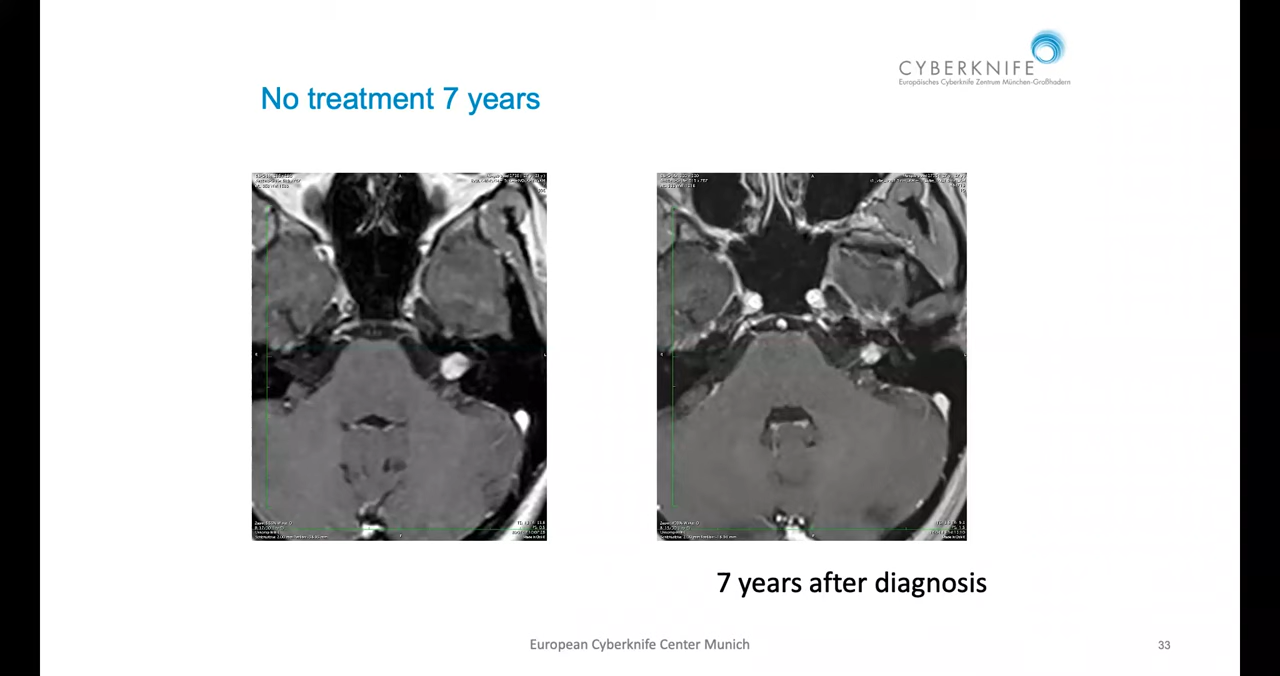 CYBERKNIFE
Europäisches Cyberknife Zentrum München-Großhadern
No treatment 7 years
7 years after diagnosis
European Cyberknife Center Munich
33